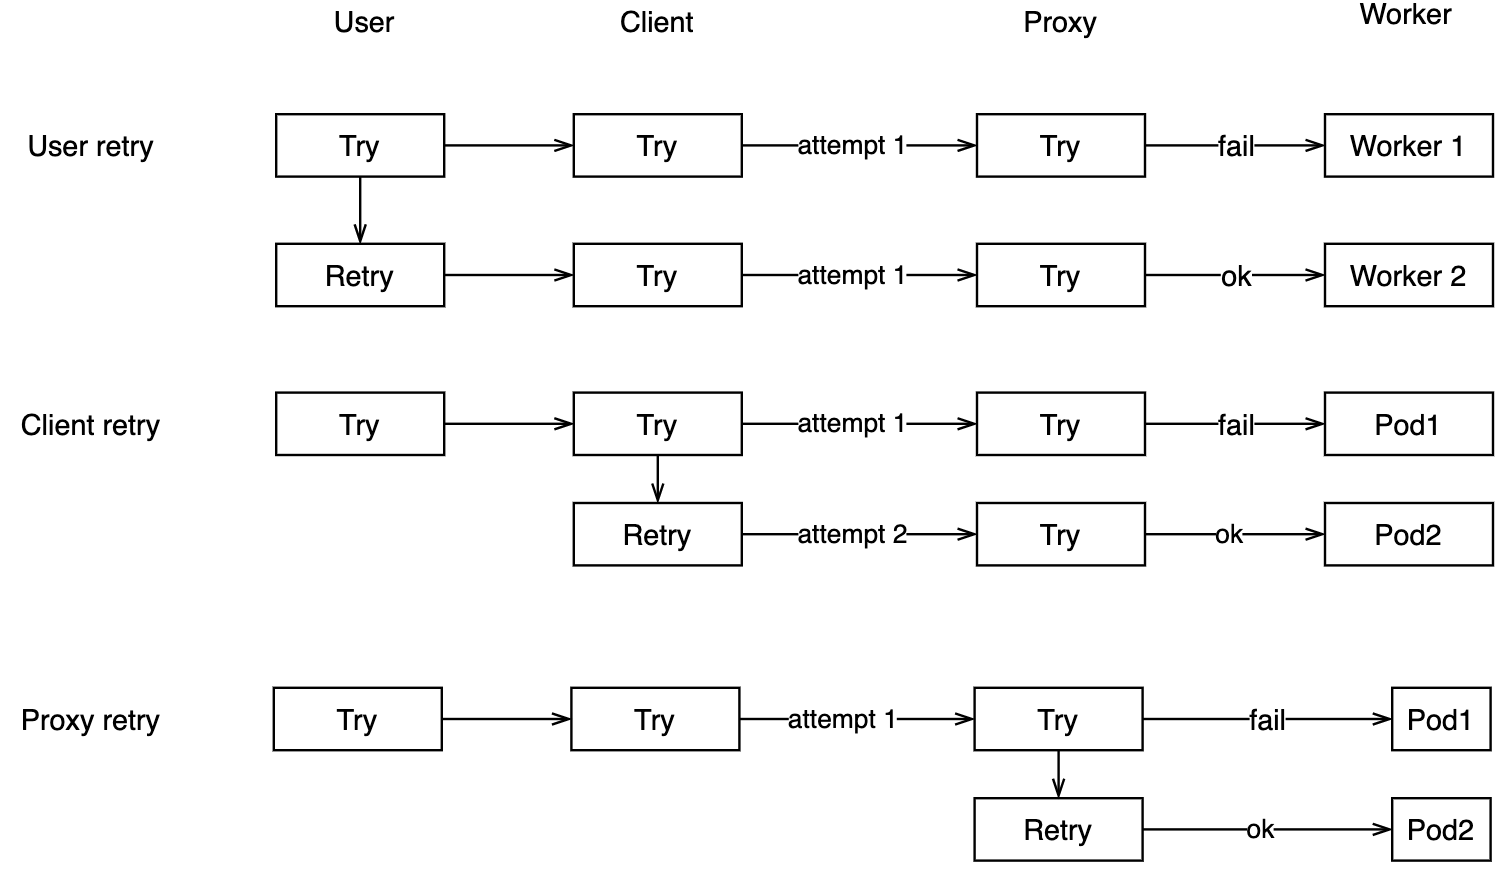 User Client Proxy Worker
User retry Try Try attempt 1 Try fail Worker 1
Retry Try attempt 1 Try ok Worker 2
Client retry Try Try attempt 1 Try fail Pod1
Retry attempt 2 Try ok Pod2
Proxy retry Try Try attempt 1 Try fail Pod1
Retry ok Pod2